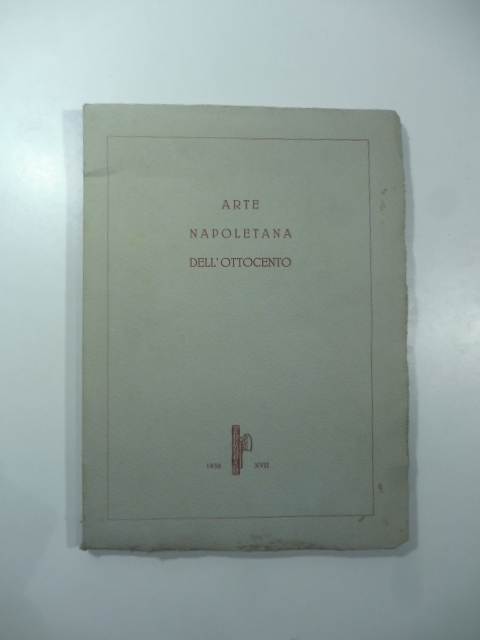 ARTE
NAPOLETANA
DELL'OTTOCENTO
1938 XVII